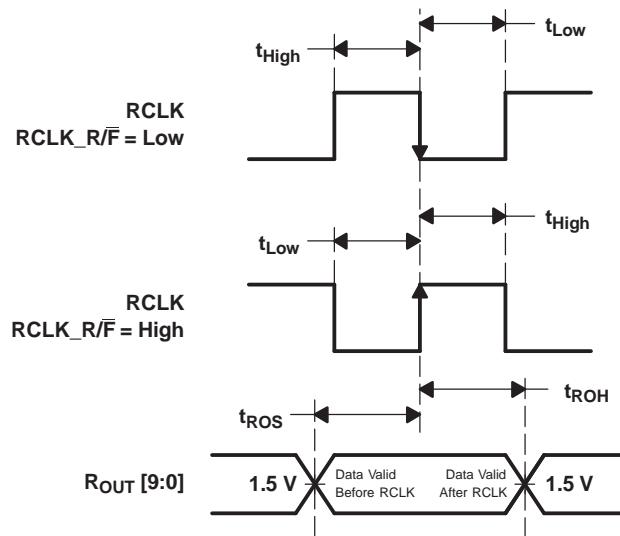 tLow
tHigh
RCLK
RCLK_R/F̅ = Low
tHigh
tLow
RCLK
RCLK_R/F̅ = High
tROH
tROS
ROUT [9:0]
1.5 V
Data Valid
Before RCLK
Data Valid
After RCLK
1.5 V